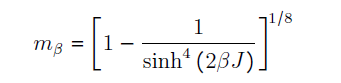 m_β = [1 − 1/sinh⁴ (2βJ)]^{1/8}